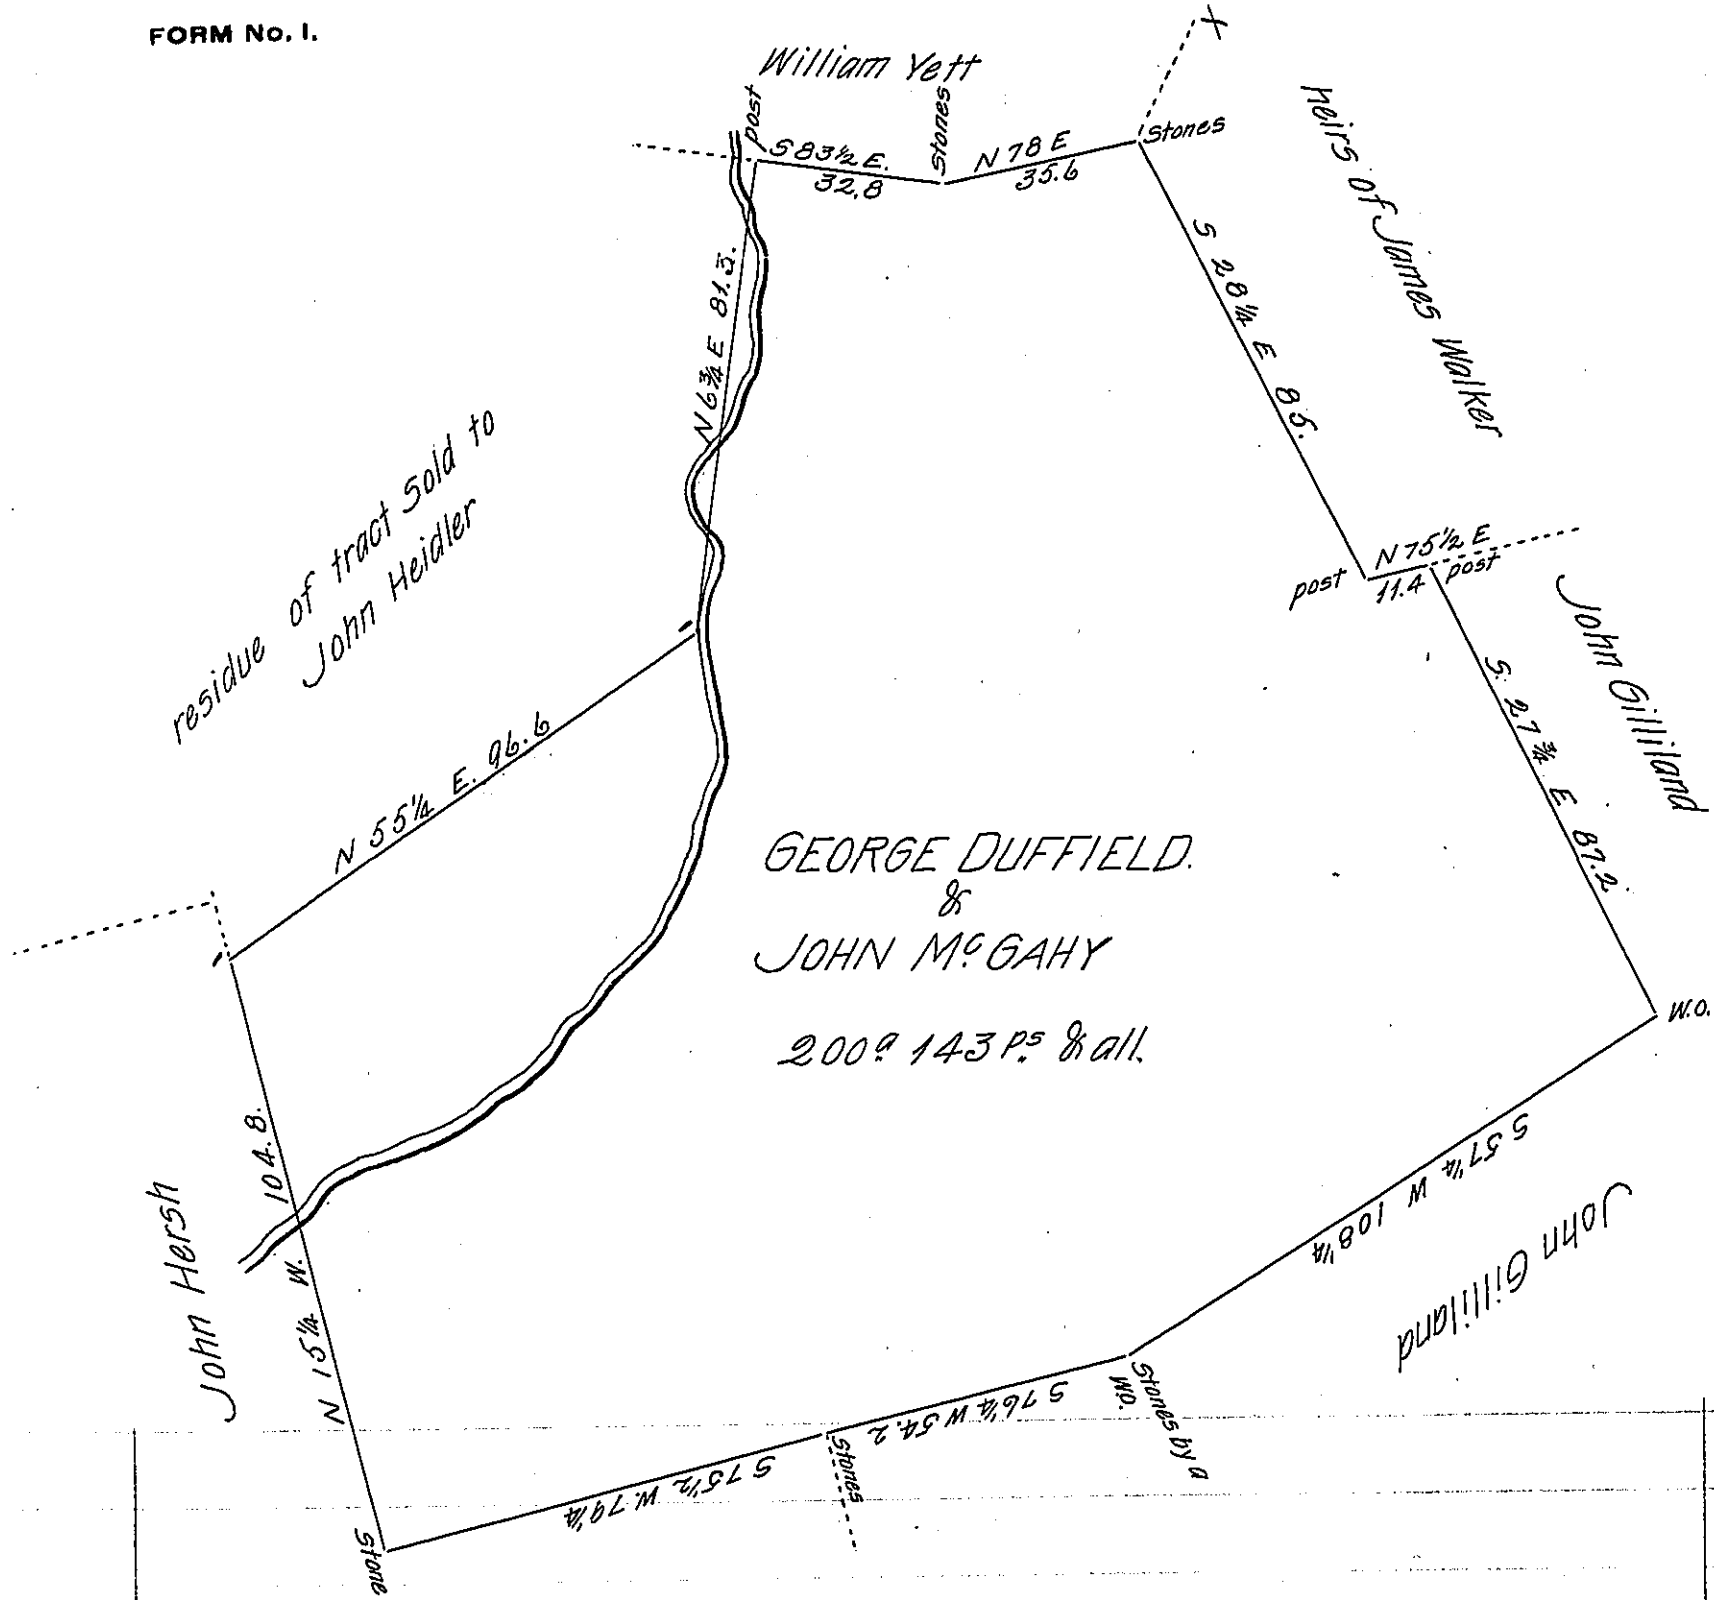 FORM No. 1.
William Yett
post
S 83½ E.
32.8
stones
N 78 E
35.6
stones
X
heirs of James Walker
S 28¼ E 85.
N 75½ E
11.4
post
post
John Gilliland
S. 27¾ E 87.2
W.O.
S 57¼ W 108¼
John Gilliland
Stones by a
W.O.
S 76¼ W 54.2
Stones
S 75½ W. 79¼
Stone
N 15¼ W. 104.8.
John Hersh
N 55¼ E. 96.6
residue of tract Sold to
John Heidler
N 6¾ E 81.5.
GEORGE DUFFIELD.
&
JOHN McGAHY
200a 143 Ps & all.